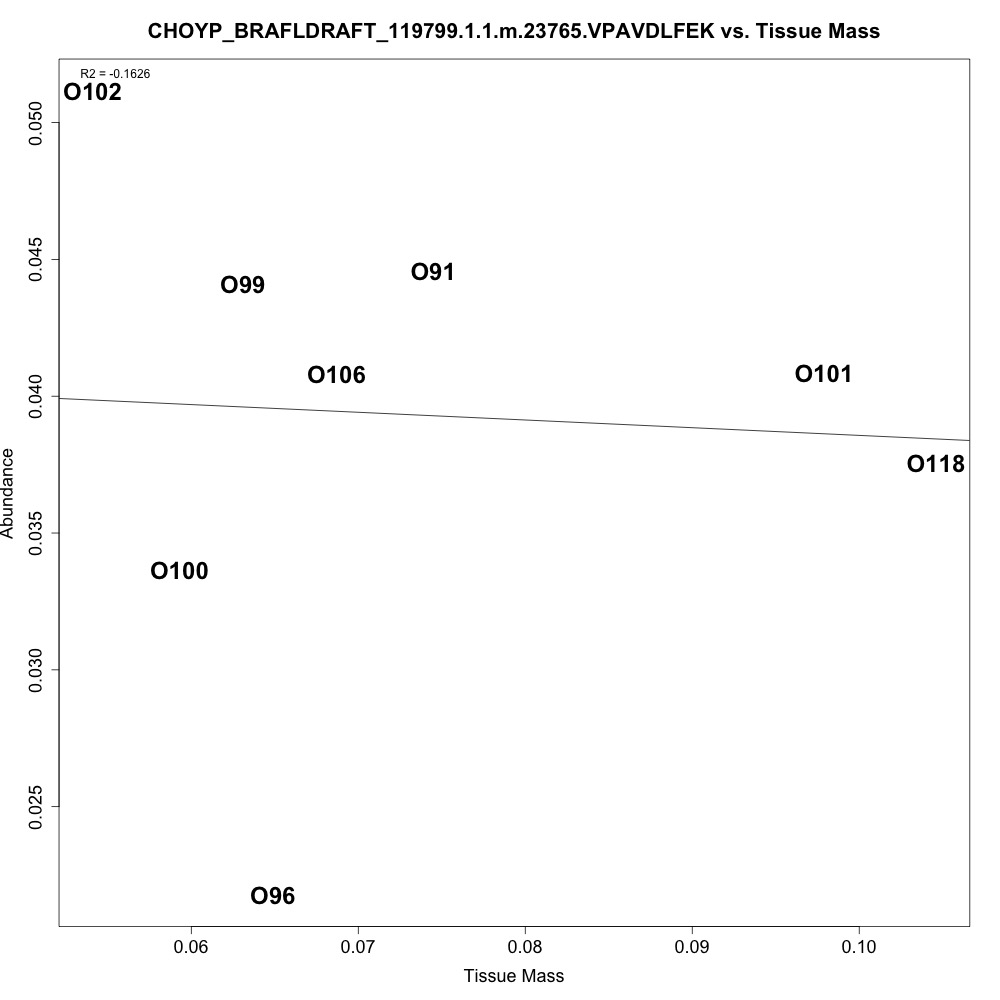 CHOYP_BRAFLDRAFT_119799.1.1.m.23765.VPAVDLFEK vs. Tissue Mass
R2 = -0.1626
O102
0.050
0.045
O91
O99
O106
O101
0.040
O118
Abundance
0.035
O100
0.030
0.025
O96
0.06 0.07 0.08 0.09 0.10
Tissue Mass